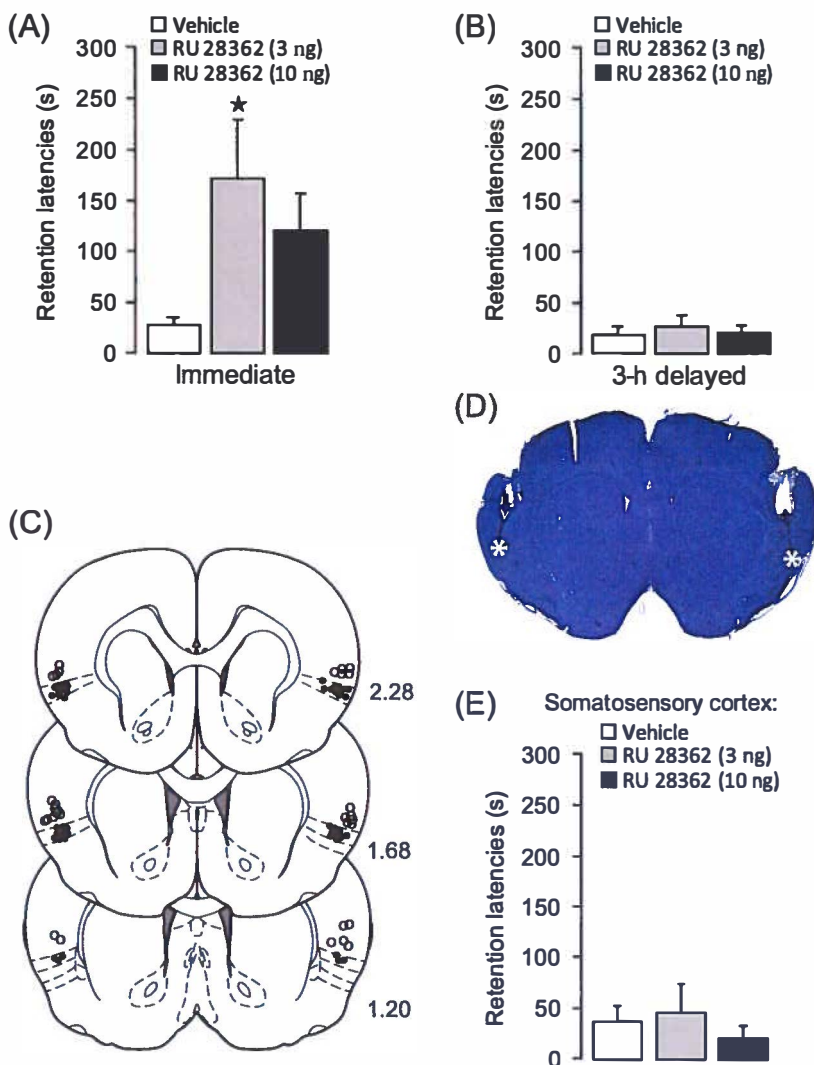 (A)
Vehicle
RU 28362 (3 ng)
RU 28362 (10 ng)
300
250
200
150
100
50
0
Retention latencies (s)
Immediate
(B)
Vehicle
RU 28362 (3 ng)
RU 28362 (10 ng)
300
250
200
150
100
50
0
Retention latencies (s)
3-h delayed
(C)
2.28
1.68
1.20
(D)
(E)
Somatosensory cortex:
Vehicle
RU 28362 (3 ng)
RU 28362 (10 ng)
300
250
200
150
100
50
0
Retention latencies (s)